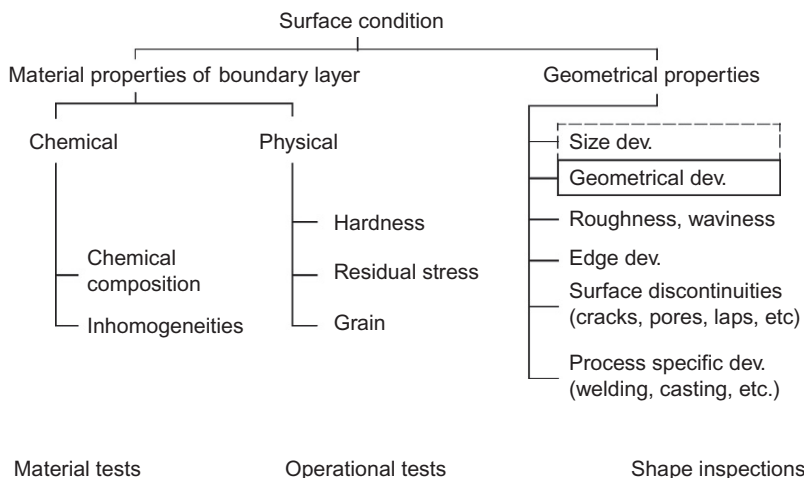 Surface condition
Material properties of boundary layer
Geometrical properties
Chemical
Physical
Size dev.
Geometrical dev.
Hardness
Roughness, waviness
Chemical
composition
Residual stress
Edge dev.
Inhomogeneities
Grain
Surface discontinuities
(cracks, pores, laps, etc)
Process specific dev.
(welding, casting, etc.)
Material tests
Operational tests
Shape inspections